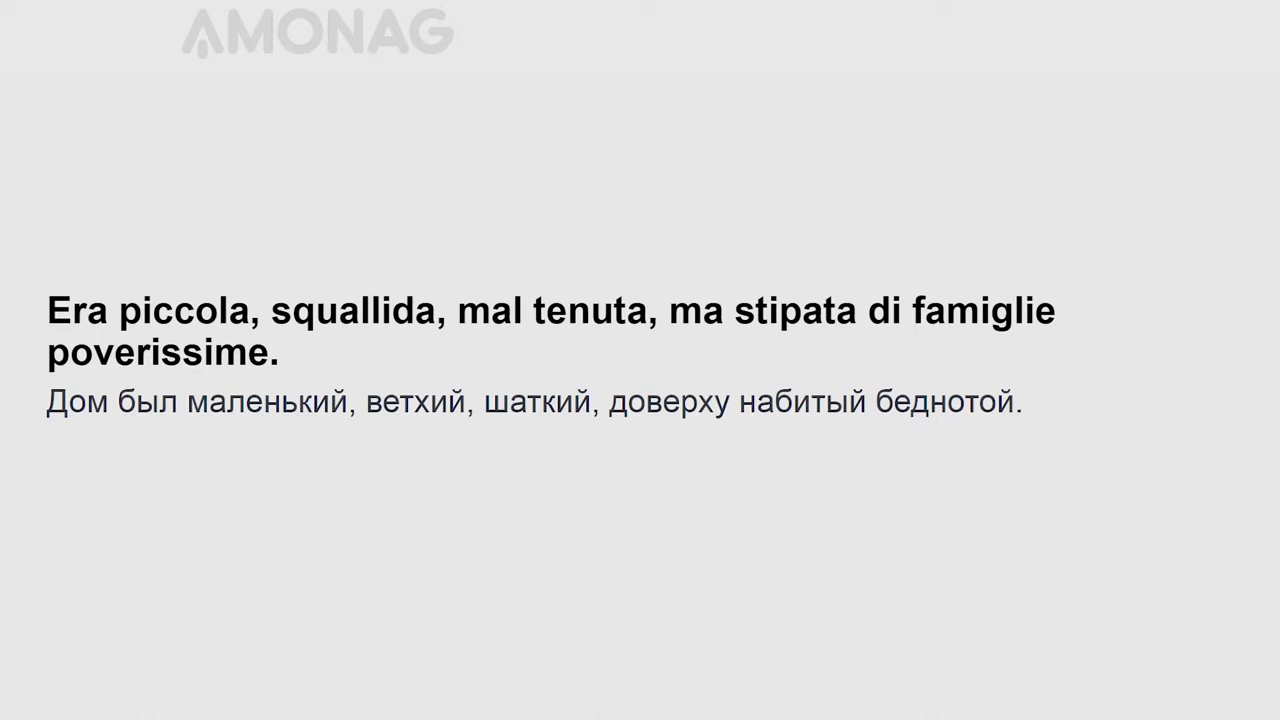 AMONAG
Era piccola, squallida, mal tenuta, ma stipata di famiglie
poverissime.
Дом был маленький, ветхий, шаткий, доверху набитый беднотой.